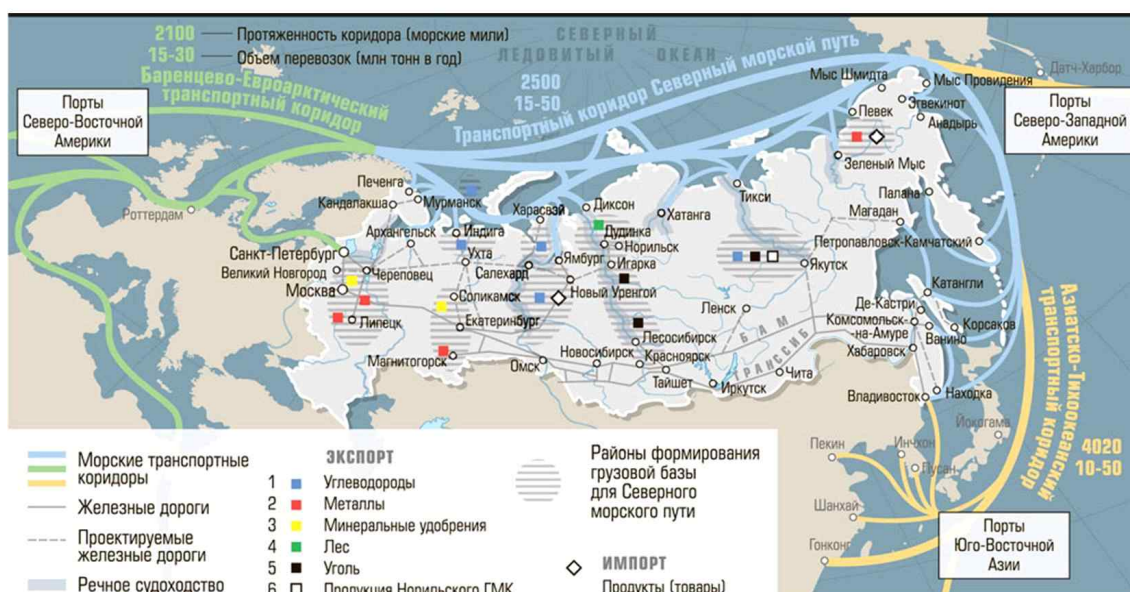 2100
15-30
Протяженность коридора (морские мили)
Объем перевозок (млн тонн в год)
СЕВЕРНЫЙ
ЛЕДОВИТЫЙ ОКЕАН
Баренцево-Евроарктический
транспортный коридор
2500
15-50
Транспортный коридор Северный морской путь
Порты
Северо-Восточной
Америки
Порты
Северо-Западной
Америки
Датч-Харбор
Мыс Шмидта
Мыс Провидения
Эгвекинот
Певек
Анадырь
Зеленый Мыс
Роттердам
Печенга
Кандалакша
Мурманск
Архангельск
Индига
Харасвэй
Диксон
Хатанга
Тикси
Палана
Магадан
Петропавловск-Камчатский
Санкт-Петербург
Великий Новгород
Москва
Череповец
Ухта
Салехард
Ямбург
Дудинка
Норильск
Игарка
Якутск
Новый Уренгой
Соликамск
Липецк
Екатеринбург
Магнитогорск
Омск
Новосибирск
Лесосибирск
Красноярск
Тайшет
Ленск
БАМ
ТРАНССИБ
Иркутск
Чита
Катангли
Де-Кастри
Комсомольск-
на-Амуре
Ванино
Корсаков
Хабаровск
Владивосток
Находка
Азиатско-Тихоокеанский
транспортный коридор
4020
10-50
Йокогама
Пекин
Инчхон
Пусан
Шанхай
Гонконг
Порты
Юго-Восточной
Азии
Морские транспортные
коридоры
Железные дороги
Проектируемые
железные дороги
Речное судоходство
ЭКСПОРТ
1 Углеводороды
2 Металлы
3 Минеральные удобрения
4 Лес
5 Уголь
6 Продукция Норильского ГМК
Районы формирования
грузовой базы
для Северного
морского пути
ИМПОРТ
Продукты (товары)